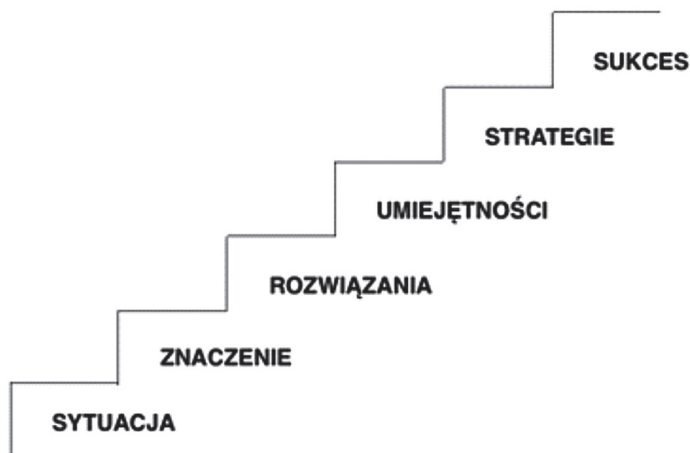 SUKCES
STRATEGIE
UMIEJĘTNOŚCI
ROZWIĄZANIA
ZNACZENIE
SYTUACJA